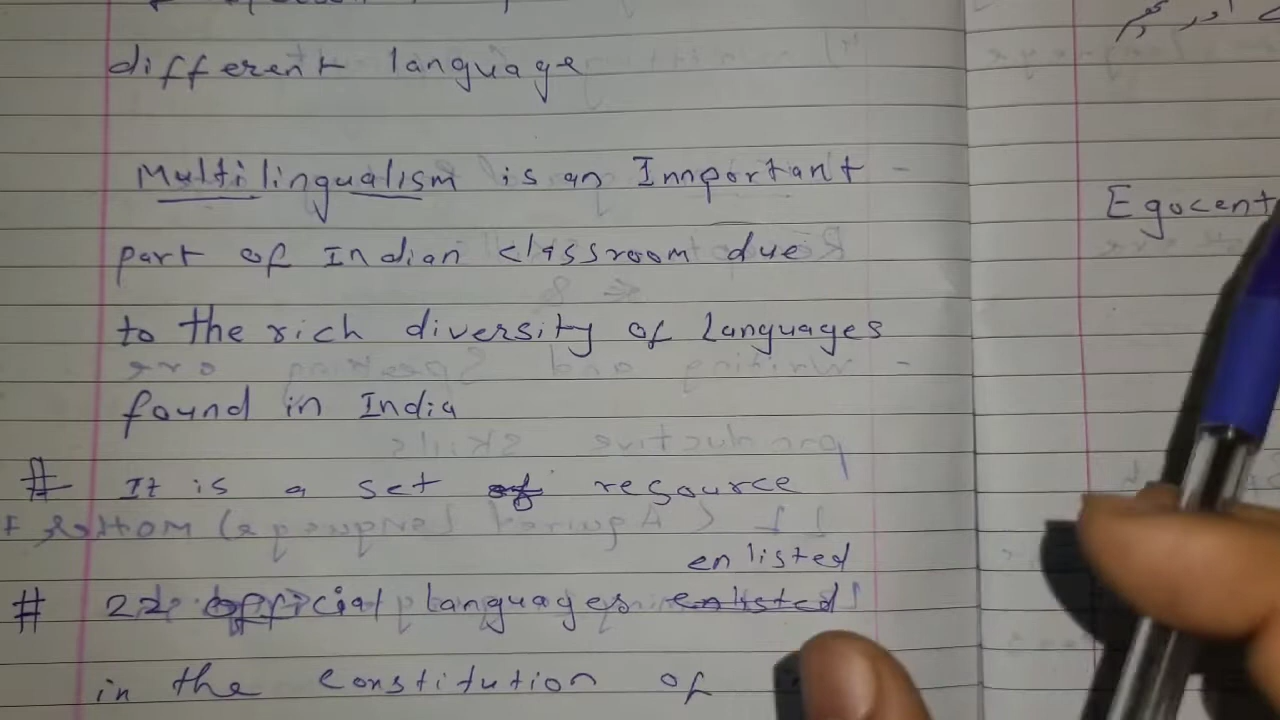 different language
Multilingualism is an Innportant
part of Indian classroom due
to the rich diversity of languages
found in India
# It is a set of resource
enlisted
# 22 official languages enlisted
in the constitution of
Egocent